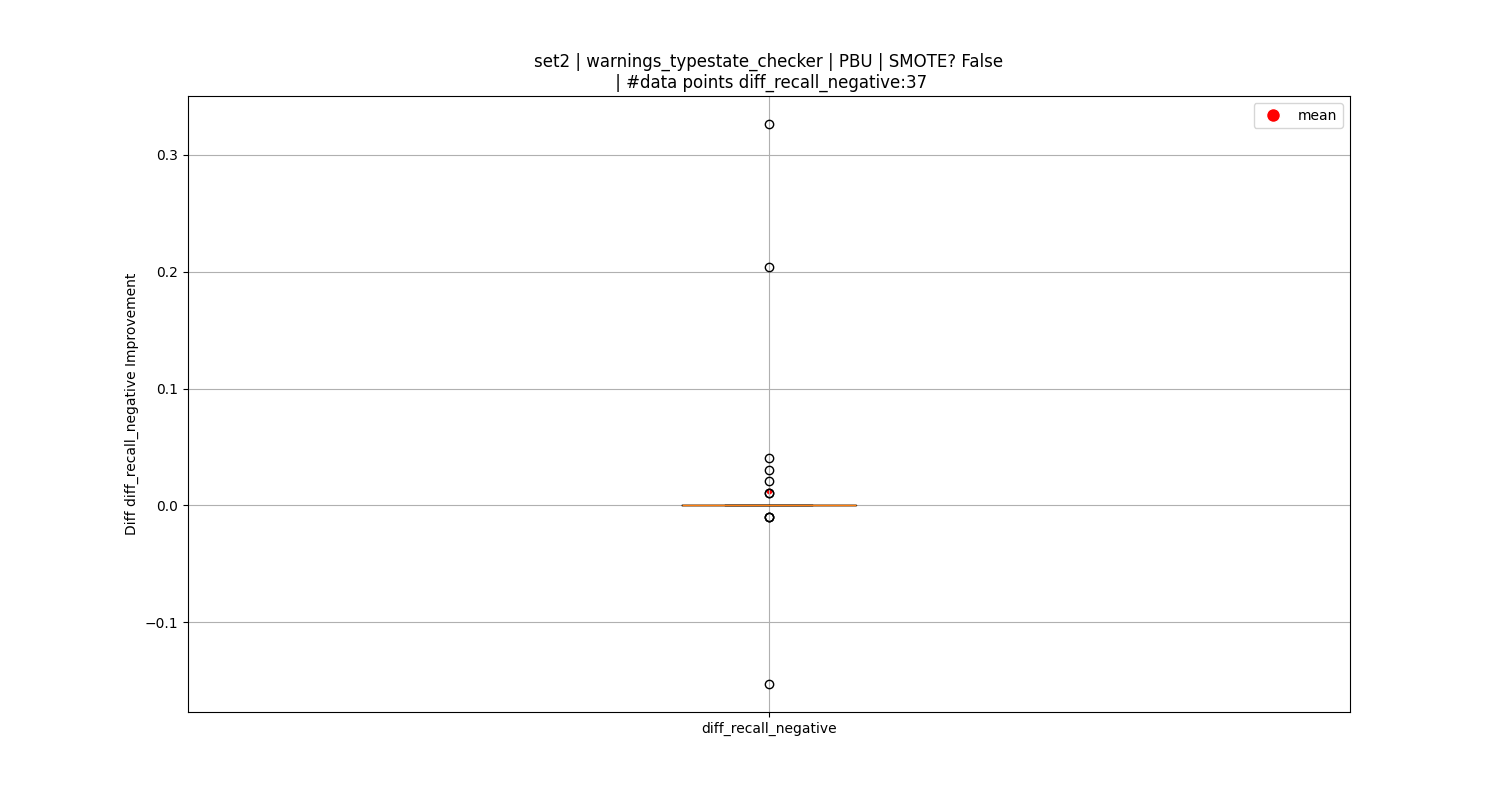 set2 | warnings_typestate_checker | PBU | SMOTE? False
| #data points diff_recall_negative:37
mean
0.3
0.2
0.1
0.0
−0.1
Diff diff_recall_negative Improvement
diff_recall_negative